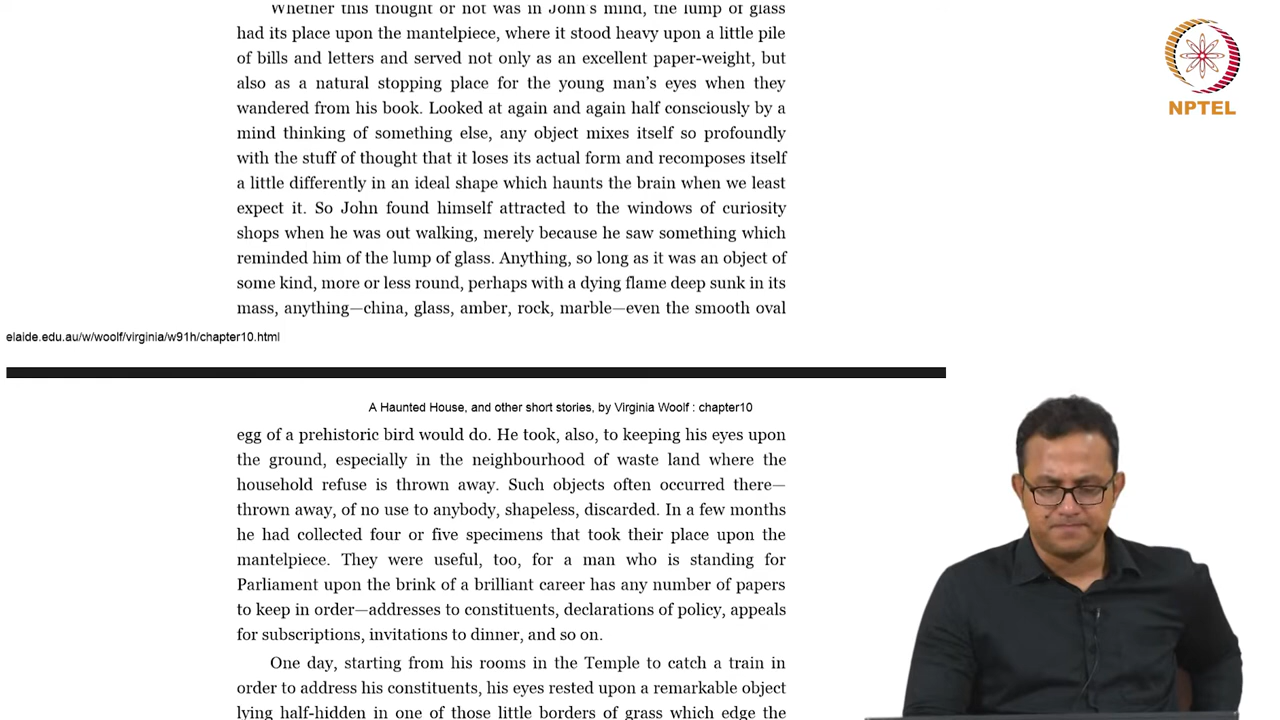 Whether this thought or not was in John's mind, the lump of glass
had its place upon the mantelpiece, where it stood heavy upon a little pile
of bills and letters and served not only as an excellent paper-weight, but
also as a natural stopping place for the young man's eyes when they
wandered from his book. Looked at again and again half consciously by a
mind thinking of something else, any object mixes itself so profoundly
with the stuff of thought that it loses its actual form and recomposes itself
a little differently in an ideal shape which haunts the brain when we least
expect it. So John found himself attracted to the windows of curiosity
shops when he was out walking, merely because he saw something which
reminded him of the lump of glass. Anything, so long as it was an object of
some kind, more or less round, perhaps with a dying flame deep sunk in its
mass, anything—china, glass, amber, rock, marble—even the smooth oval
elaide.edu.au/w/woolf/virginia/w91h/chapter10.html
A Haunted House, and other short stories, by Virginia Woolf : chapter10
egg of a prehistoric bird would do. He took, also, to keeping his eyes upon
the ground, especially in the neighbourhood of waste land where the
household refuse is thrown away. Such objects often occurred there—
thrown away, of no use to anybody, shapeless, discarded. In a few months
he had collected four or five specimens that took their place upon the
mantelpiece. They were useful, too, for a man who is standing for
Parliament upon the brink of a brilliant career has any number of papers
to keep in order—addresses to constituents, declarations of policy, appeals
for subscriptions, invitations to dinner, and so on.
One day, starting from his rooms in the Temple to catch a train in
order to address his constituents, his eyes rested upon a remarkable object
lying half-hidden in one of those little borders of grass which edge the
NPTEL